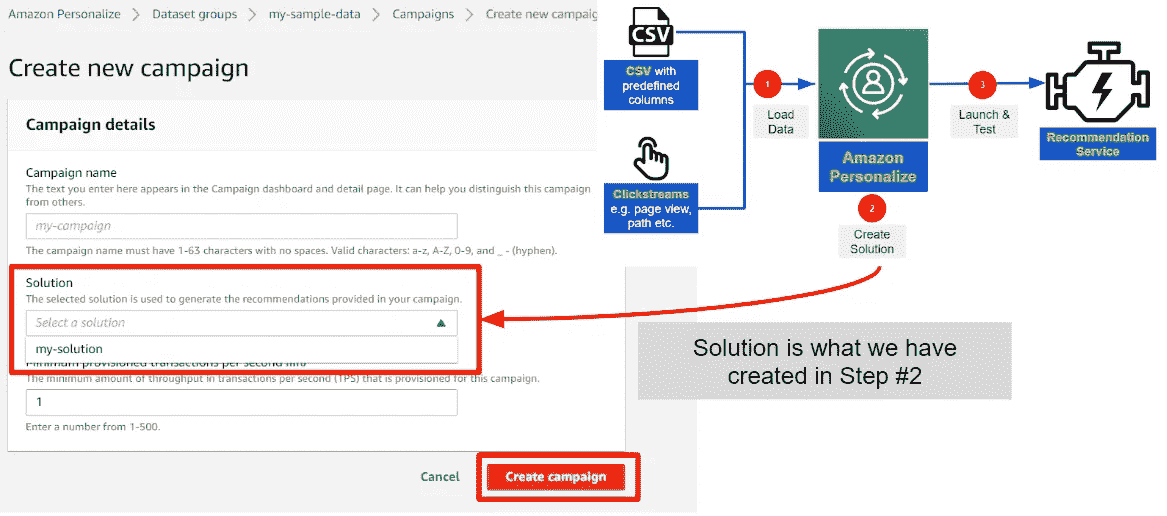 Amazon Personalize > Dataset groups > my-sample-data > Campaigns > Create new campaig
Create new campaign
Campaign details
Campaign name
The text you enter here appears in the Campaign dashboard and detail page. It can help you distinguish this campaign
from others.
my-campaign
The campaign name must have 1-63 characters with no spaces. Valid characters: a-z, A-Z, 0-9, and _ - (hyphen).
Solution
The selected solution is used to generate the recommendations provided in your campaign.
Select a solution
my-solution
Minimum provisioned transactions per second
The minimum amount of throughput in transactions per second (TPS) that is provisioned for this campaign.
1
Enter a number from 1-500.
Cancel
Create campaign
CSV
CSV with
predefined
columns
Clickstreams
e.g. page view,
path etc.
1
Load
Data
Amazon
Personalize
2
Create
Solution
3
Launch &
Test
Recommendation
Service
Solution is what we have
created in Step #2